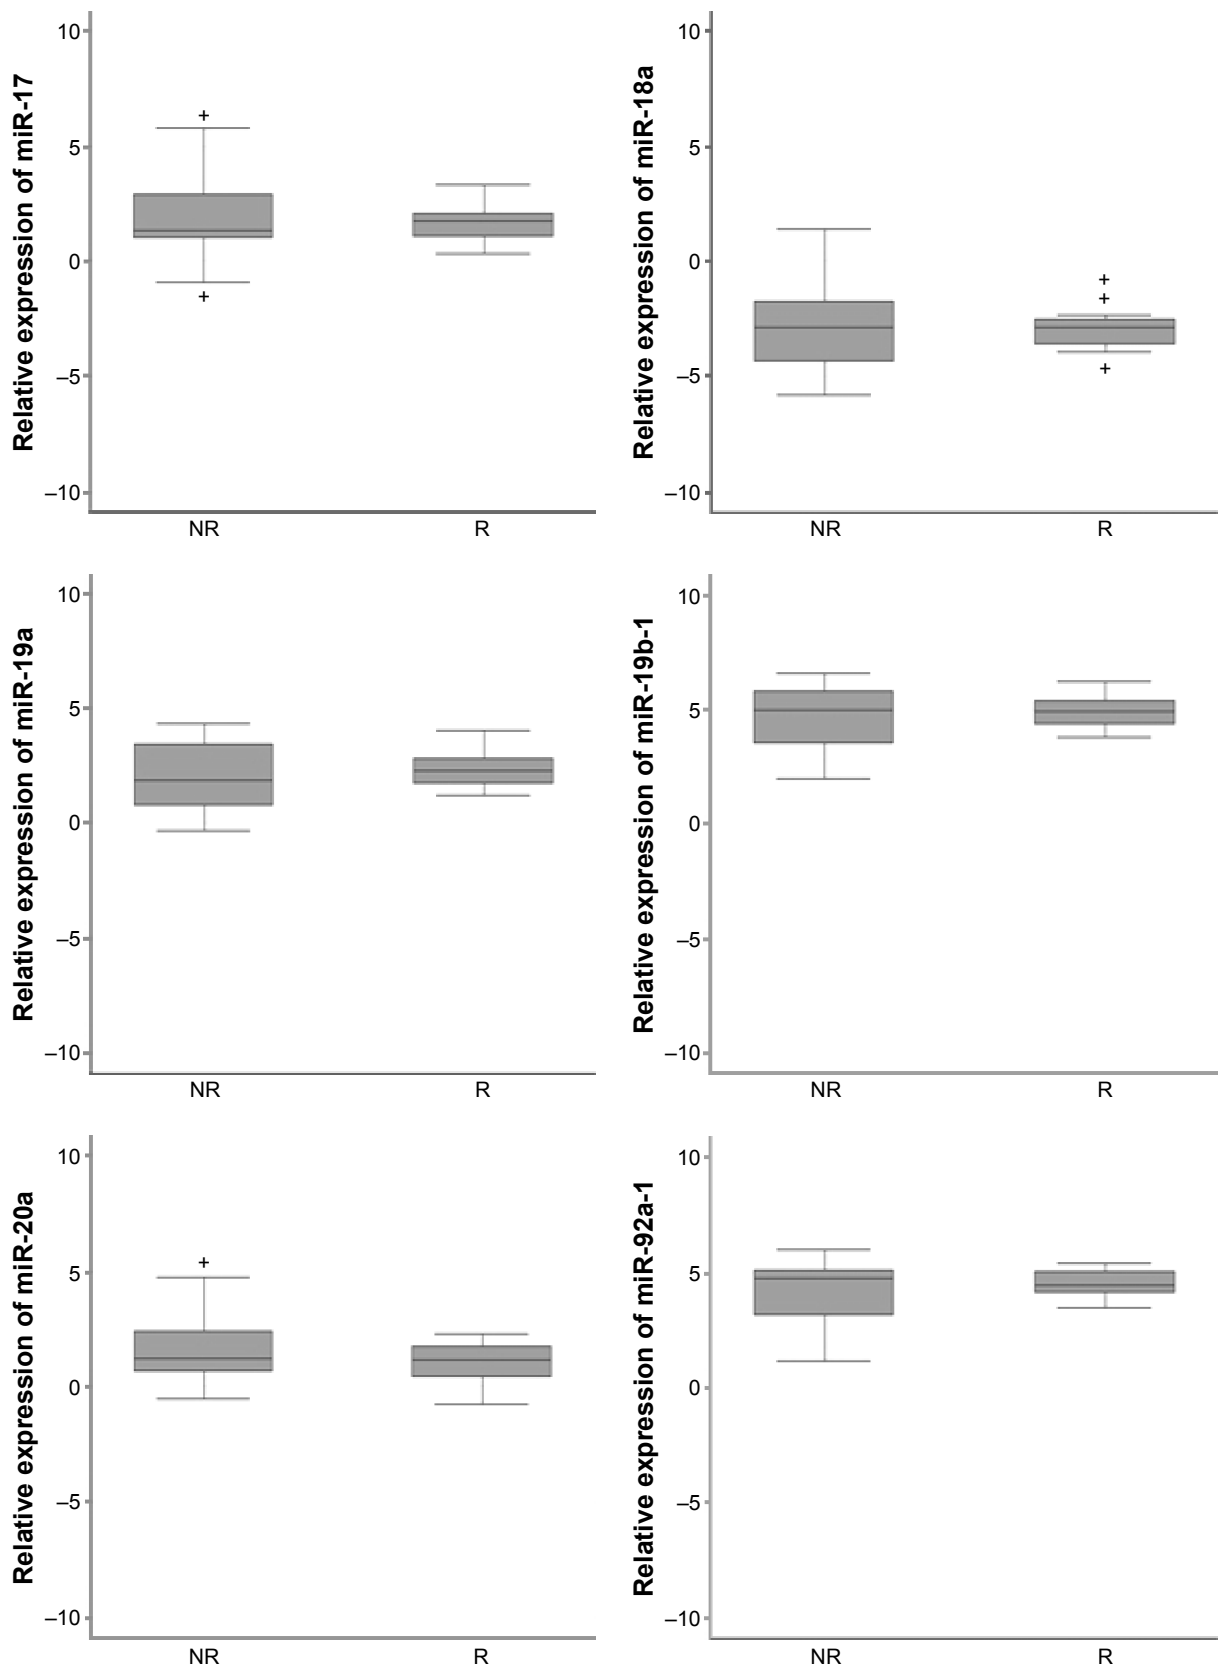 Relative expression of miR-17
10
5
0
–5
–10
NR R
Relative expression of miR-18a
10
5
0
–5
–10
NR R
Relative expression of miR-19a
10
5
0
–5
–10
NR R
Relative expression of miR-19b-1
10
5
0
–5
–10
NR R
Relative expression of miR-20a
10
5
0
–5
–10
NR R
Relative expression of miR-92a-1
10
5
0
–5
–10
NR R